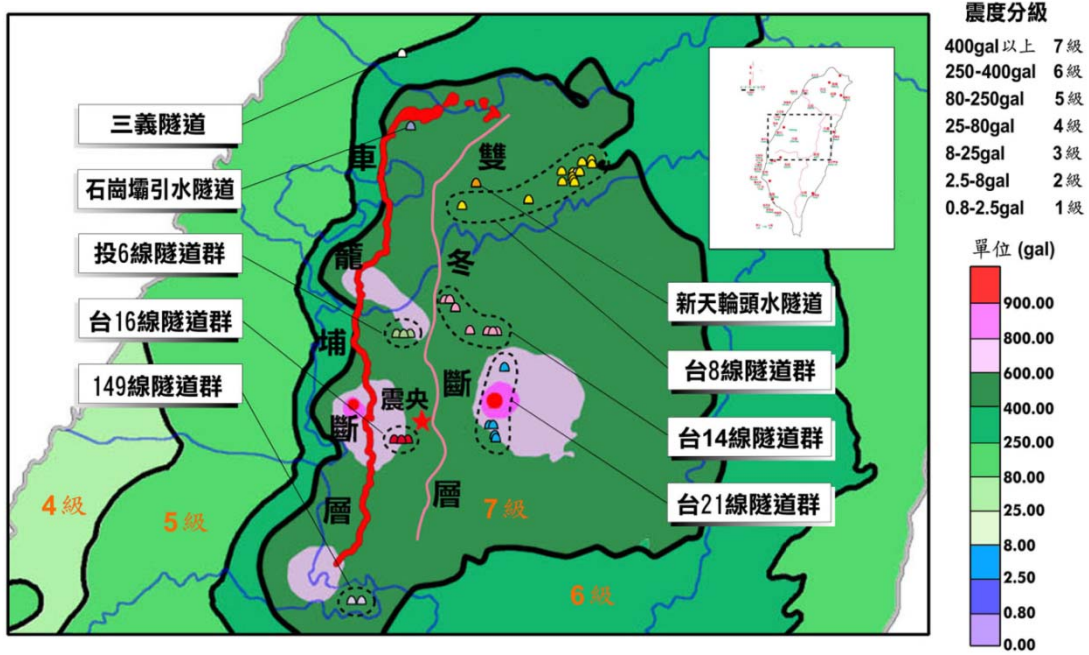 震度分級
400gal以上 7級
250-400gal 6級
80-250gal 5級
25-80gal 4級
8-25gal 3級
2.5-8gal 2級
0.8-2.5gal 1級
單位 (gal)
900.00
800.00
600.00
400.00
250.00
80.00
25.00
8.00
2.50
0.80
0.00
三義隧道
石崗壩引水隧道
投6線隧道群
台16線隧道群
149線隧道群
車籠埔斷層
雙冬斷層
震央
新天輪頭水隧道
台8線隧道群
台14線隧道群
台21線隧道群
4級
5級
7級
6級